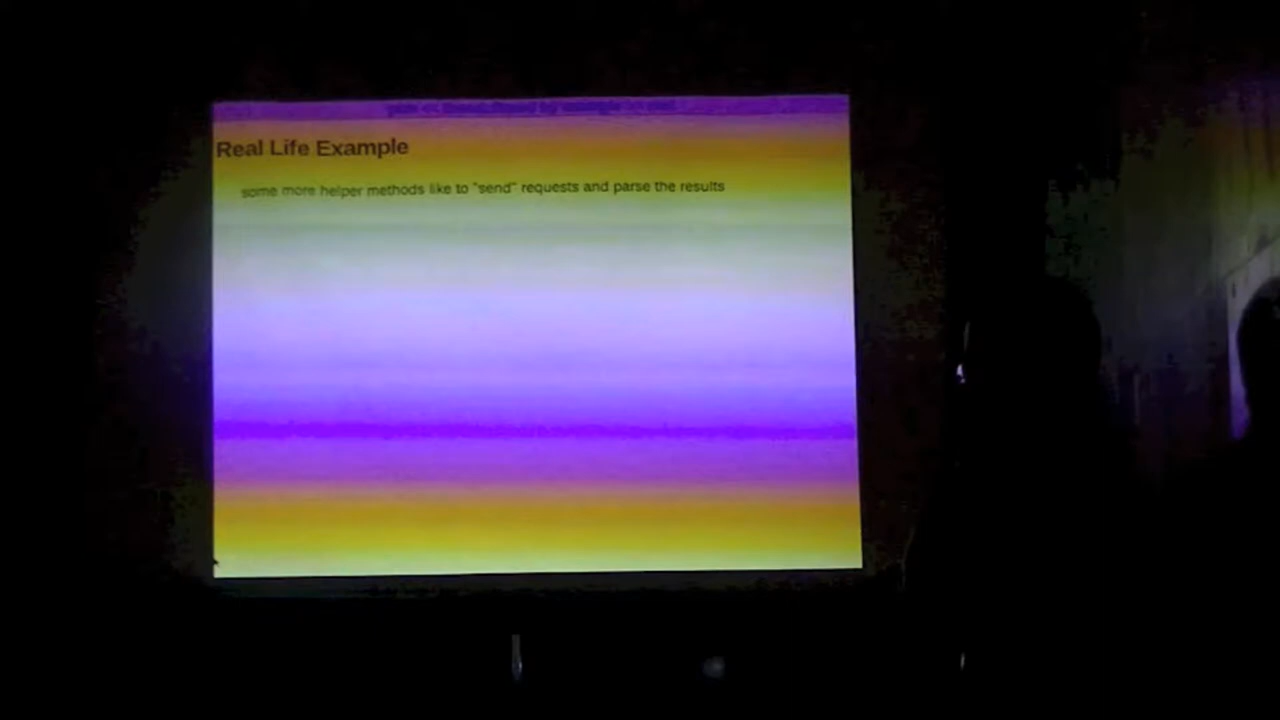 Real Life Example
some more helper methods like to "send" requests and parse the results